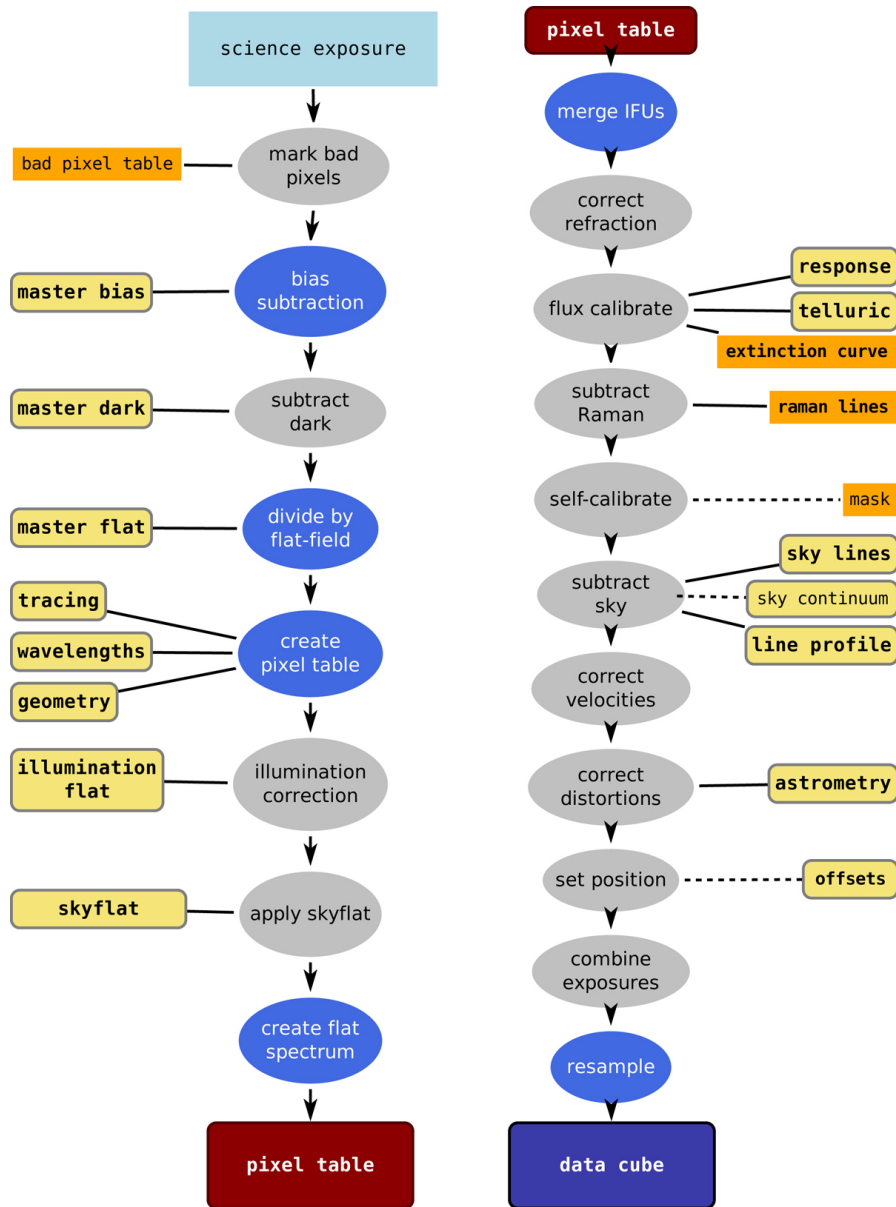 science exposure
bad pixel table
mark bad
pixels
master bias
bias
subtraction
master dark
subtract
dark
master flat
divide by
flat-field
tracing
wavelengths
geometry
create
pixel table
illumination
flat
illumination
correction
skyflat
apply skyflat
create flat
spectrum
pixel table
pixel table
merge IFUs
correct
refraction
flux calibrate
response
telluric
extinction curve
subtract
Raman
raman lines
self-calibrate
mask
subtract
sky
sky lines
sky continuum
line profile
correct
velocities
correct
distortions
astrometry
set position
offsets
combine
exposures
resample
data cube